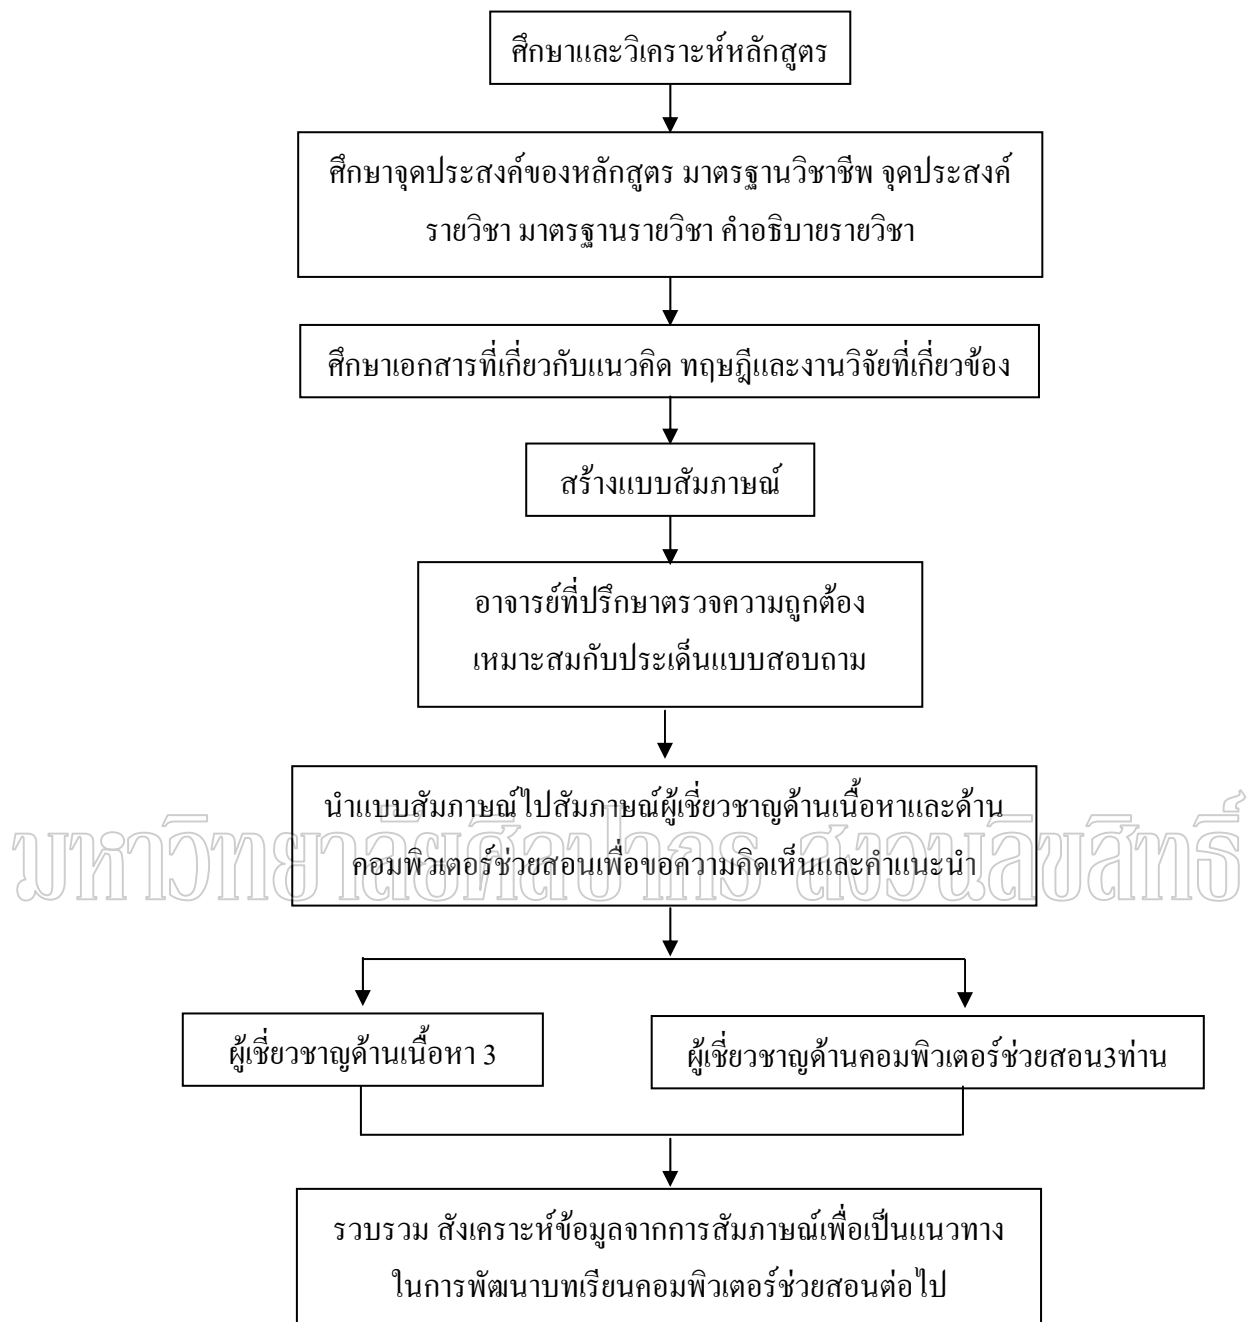 ศึกษาและวิเคราะห์หลักสูตร
ศึกษาจุดประสงค์ของหลักสูตร มาตรฐานวิชาชีพ จุดประสงค์
รายวิชา มาตรฐานรายวิชา คำอธิบายรายวิชา
ศึกษาเอกสารที่เกี่ยวกับแนวคิด ทฤษฎีและงานวิจัยที่เกี่ยวข้อง
สร้างแบบสัมภาษณ์
อาจารย์ที่ปรึกษาตรวจความถูกต้อง
เหมาะสมกับประเด็นแบบสอบถาม
นำแบบสัมภาษณ์ไปสัมภาษณ์ผู้เชี่ยวชาญด้านเนื้อหาและด้าน
คอมพิวเตอร์ช่วยสอนเพื่อขอความคิดเห็นและคำแนะนำ
มหาวิทยาลัยศิลปากร สงวนลิขสิทธิ์
ผู้เชี่ยวชาญด้านเนื้อหา 3
ผู้เชี่ยวชาญด้านคอมพิวเตอร์ช่วยสอน3ท่าน
รวบรวม สังเคราะห์ข้อมูลจากการสัมภาษณ์เพื่อเป็นแนวทาง
ในการพัฒนาบทเรียนคอมพิวเตอร์ช่วยสอนต่อไป